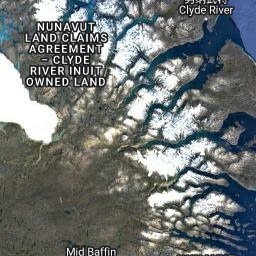 Clyde River
NUNAVUT
LAND CLAIMS
AGREEMENT
– CLYDE
RIVER INUIT
OWNED LAND
Mid Baffin